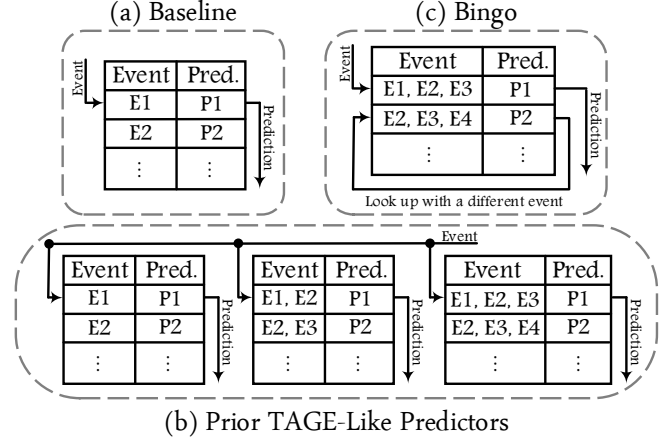 (a) Baseline
Event
Event Pred.
E1 P1
E2 P2
⋮ ⋮
Prediction
(c) Bingo
Event
Event Pred.
E1, E2, E3 P1
E2, E3, E4 P2
⋮ ⋮
Prediction
Look up with a different event
Event
Event Pred.
E1 P1
E2 P2
⋮ ⋮
Prediction
Event Pred.
E1, E2 P1
E2, E3 P2
⋮ ⋮
Prediction
Event Pred.
E1, E2, E3 P1
E2, E3, E4 P2
⋮ ⋮
Prediction
(b) Prior TAGE-Like Predictors